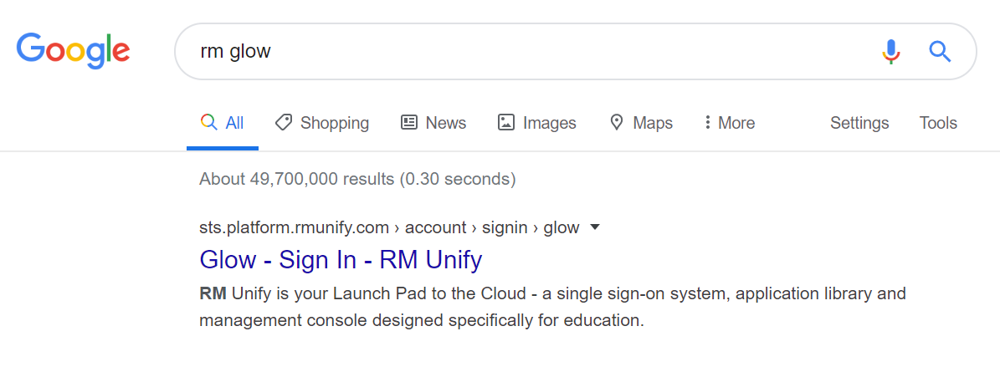 Google
rm glow
All Shopping News Images Maps More Settings Tools
About 49,700,000 results (0.30 seconds)
sts.platform.rmunify.com › account › signin › glow
Glow - Sign In - RM Unify
RM Unify is your Launch Pad to the Cloud - a single sign-on system, application library and
management console designed specifically for education.